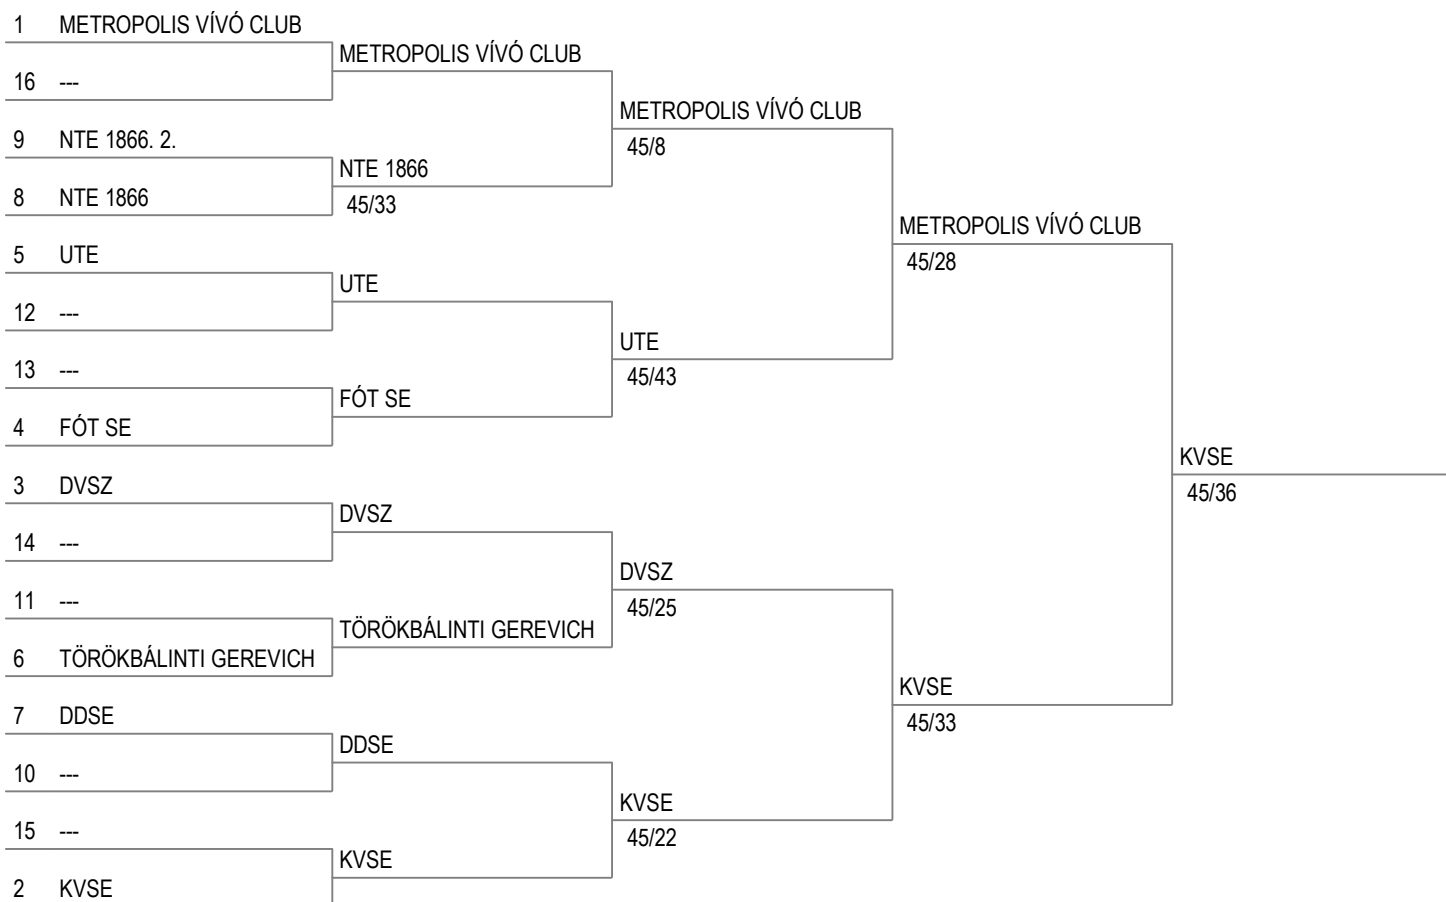 1 METROPOLIS VÍVÓ CLUB
METROPOLIS VÍVÓ CLUB
16 ---
METROPOLIS VÍVÓ CLUB
45/8
9 NTE 1866. 2.
NTE 1866
45/33
8 NTE 1866
METROPOLIS VÍVÓ CLUB
45/28
5 UTE
UTE
12 ---
UTE
45/43
13 ---
FÓT SE
4 FÓT SE
KVSE
45/36
3 DVSZ
DVSZ
14 ---
DVSZ
45/25
11 ---
TÖRÖKBÁLINTI GEREVICH
6 TÖRÖKBÁLINTI GEREVICH
KVSE
45/33
7 DDSE
DDSE
10 ---
KVSE
45/22
15 ---
KVSE
2 KVSE